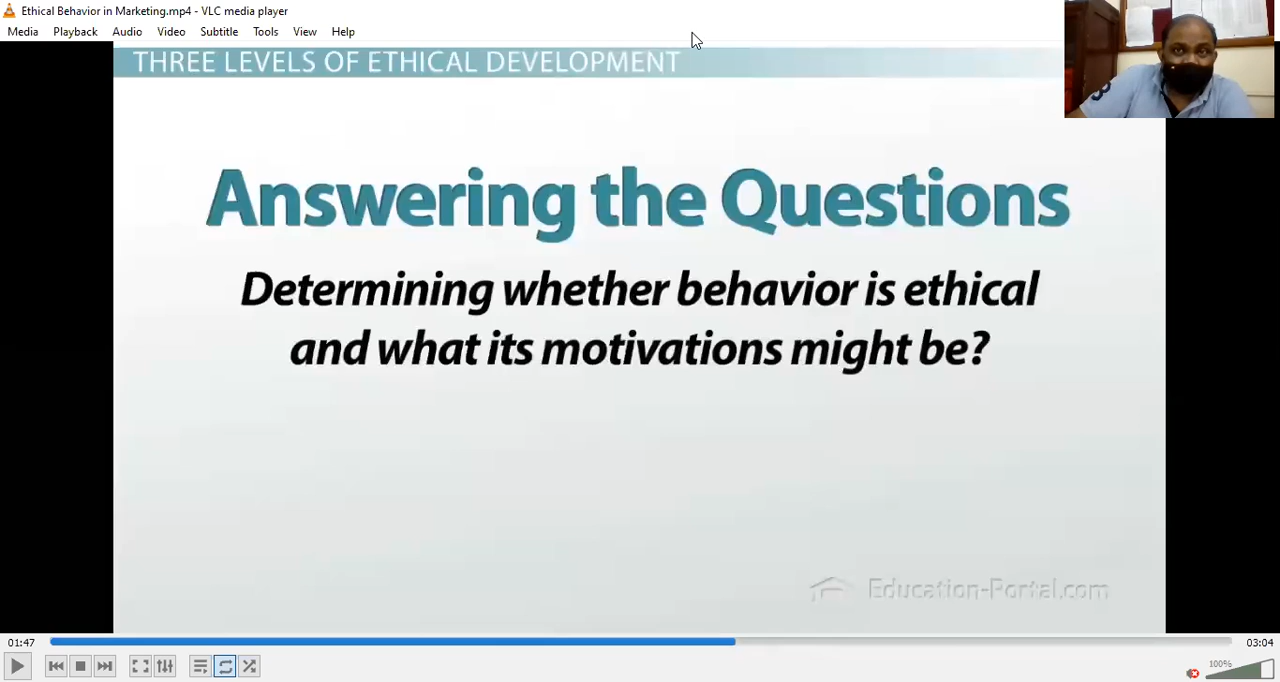 Ethical Behavior in Marketing.mp4 - VLC media player
Media Playback Audio Video Subtitle Tools View Help
THREE LEVELS OF ETHICAL DEVELOPMENT
Answering the Questions
Determining whether behavior is ethical
and what its motivations might be?
Education-Portal.com
01:47
03:04
100%